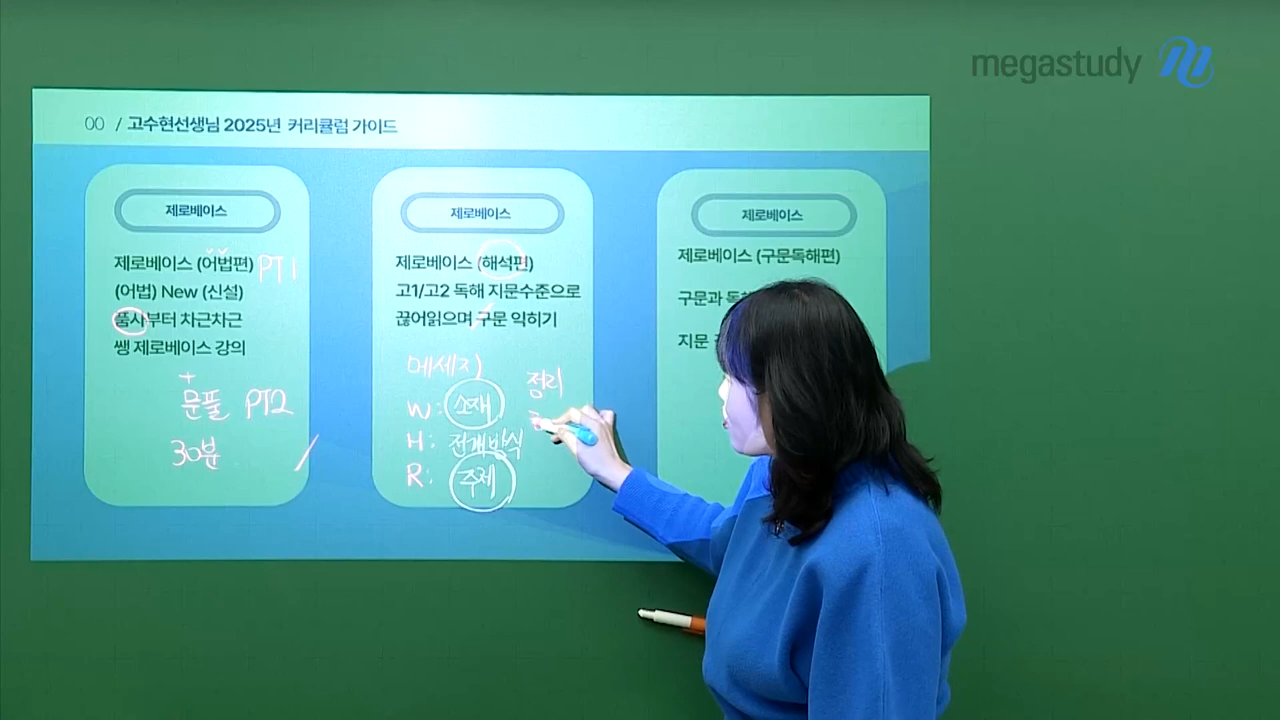 megastudy
00 / 고수현선생님 2025년 커리큘럼 가이드
제로베이스
제로베이스 (어법편) PT1
(어법) New (신설)
품사부터 차근차근
쌩 제로베이스 강의
+
문풀 PT2
30분
제로베이스
제로베이스 (해석편)
고1/고2 독해 지문수준으로
끊어읽으며 구문 익히기
메세지
W: 소재
H: 전개방식
R: 주제
정리
제로베이스
제로베이스 (구문독해편)
구문과
지문